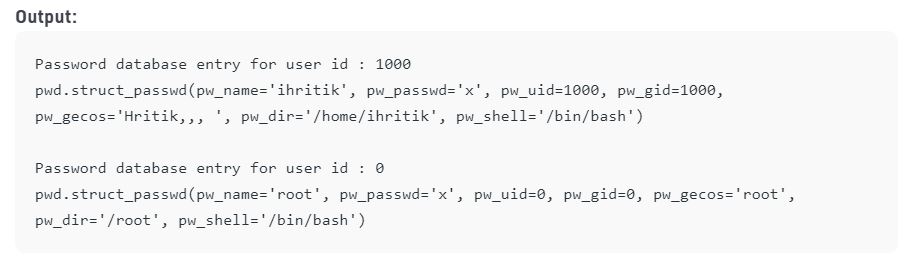 Output:
Password database entry for user id : 1000
pwd.struct_passwd(pw_name='ihritik', pw_passwd='x', pw_uid=1000, pw_gid=1000,
pw_gecos='Hritik,,, ', pw_dir='/home/ihritik', pw_shell='/bin/bash')
Password database entry for user id : 0
pwd.struct_passwd(pw_name='root', pw_passwd='x', pw_uid=0, pw_gid=0, pw_gecos='root',
pw_dir='/root', pw_shell='/bin/bash')